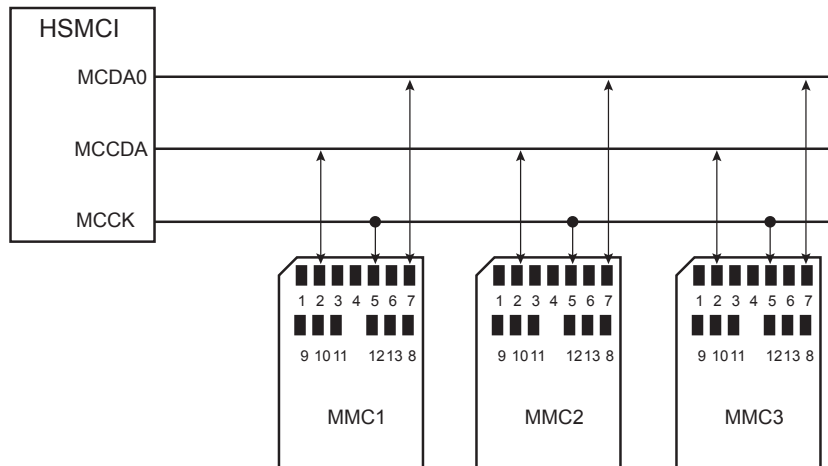 HSMCI
MCDA0
MCCDA
MCCK
1 2 3 4 5 6 7 1 2 3 4 5 6 7 1 2 3 4 5 6 7
9 10 11 12 13 8 9 10 11 12 13 8 9 10 11 12 13 8
MMC1 MMC2 MMC3